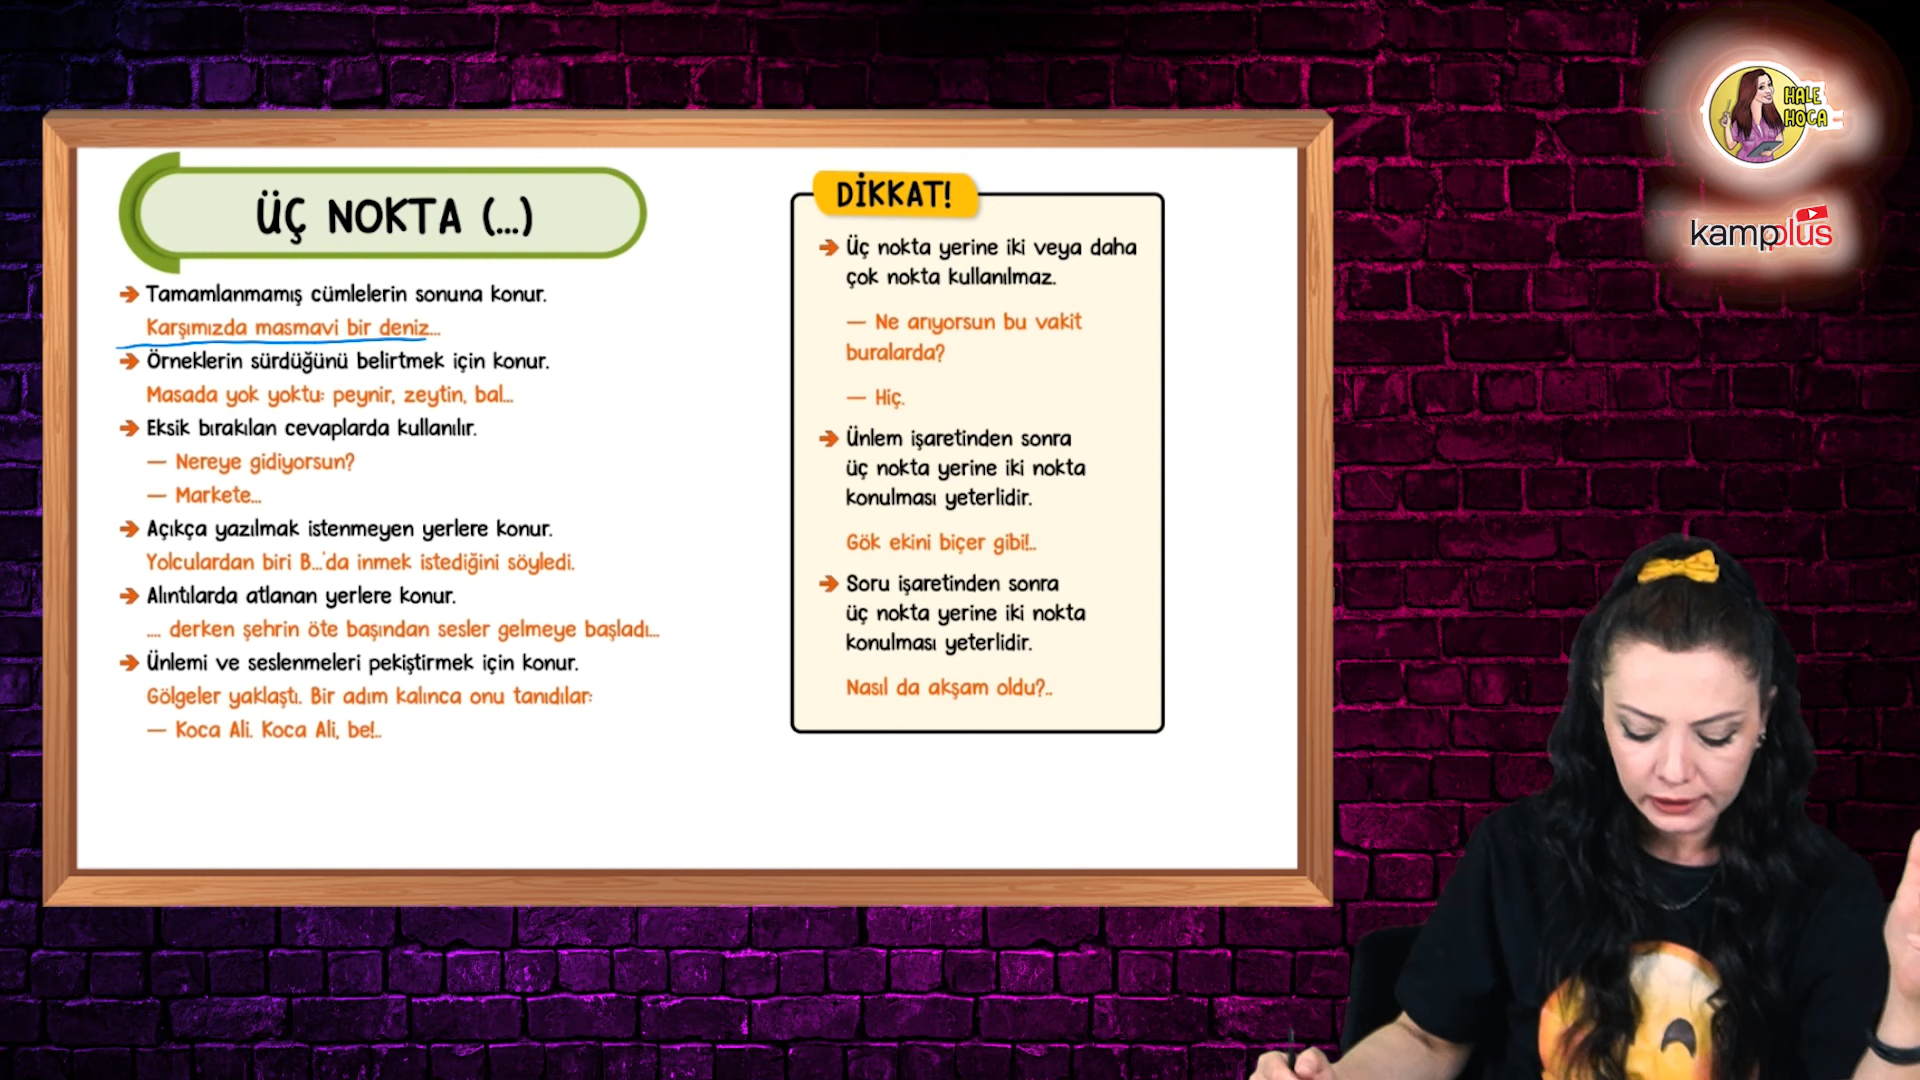 ÜÇ NOKTA (...)
Tamamlanmamış cümlelerin sonuna konur.
Karşımızda masmavi bir deniz...
Örneklerin sürdüğünü belirtmek için konur.
Masada yok yoktu: peynir, zeytin, bal...
Eksik bırakılan cevaplarda kullanılır.
— Nereye gidiyorsun?
— Markete...
Açıkça yazılmak istenmeyen yerlere konur.
Yolculardan biri B...'da inmek istediğini söyledi.
Alıntılarda atlanan yerlere konur.
.... derken şehrin öte başından sesler gelmeye başladı...
Ünlemi ve seslenmeleri pekiştirmek için konur.
Gölgeler yaklaştı. Bir adım kalınca onu tanıdılar:
— Koca Ali. Koca Ali, be!..
DİKKAT!
Üç nokta yerine iki veya daha
çok nokta kullanılmaz.
— Ne arıyorsun bu vakit
buralarda?
— Hiç.
Ünlem işaretinden sonra
üç nokta yerine iki nokta
konulması yeterlidir.
Gök ekini biçer gibi!..
Soru işaretinden sonra
üç nokta yerine iki nokta
konulması yeterlidir.
Nasıl da akşam oldu?..
HALE
HOCA
kampplus